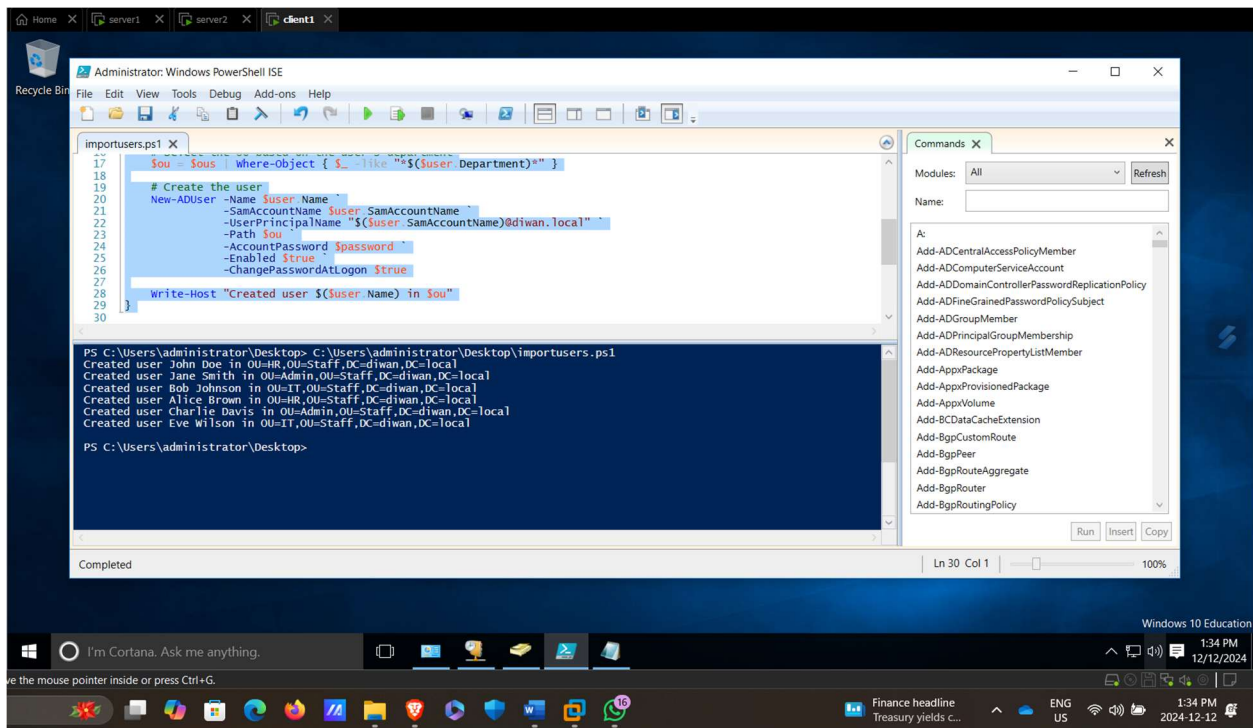 Home
server1
server2
client1
Recycle Bin
Administrator: Windows PowerShell ISE
File Edit View Tools Debug Add-ons Help
importusers.ps1
17 $ou = $ous | Where-Object { $_ -like "*$($user.Department)*" }
18
19 # Create the user
20 New-ADUser -Name $user.Name `
21 -SamAccountName $user.SamAccountName `
22 -UserPrincipalName "$($user.SamAccountName)@diwan.local" `
23 -Path $ou `
24 -AccountPassword $password `
25 -Enabled $true `
26 -ChangePasswordAtLogon $true
27
28 Write-Host "Created user $($user.Name) in $ou"
29 }
30
PS C:\Users\administrator\Desktop> C:\Users\administrator\Desktop\importusers.ps1
Created user John Doe in OU=HR,OU=Staff,DC=diwan,DC=local
Created user Jane Smith in OU=Admin,OU=Staff,DC=diwan,DC=local
Created user Bob Johnson in OU=IT,OU=Staff,DC=diwan,DC=local
Created user Alice Brown in OU=HR,OU=Staff,DC=diwan,DC=local
Created user Charlie Davis in OU=Admin,OU=Staff,DC=diwan,DC=local
Created user Eve Wilson in OU=IT,OU=Staff,DC=diwan,DC=local
PS C:\Users\administrator\Desktop>
Commands
Modules: All Refresh
Name:
A:
Add-ADCentralAccessPolicyMember
Add-ADComputerServiceAccount
Add-ADDomainControllerPasswordReplicationPolicy
Add-ADFineGrainedPasswordPolicySubject
Add-ADGroupMember
Add-ADPrincipalGroupMembership
Add-ADResourcePropertyListMember
Add-AppxPackage
Add-AppxProvisionedPackage
Add-AppxVolume
Add-BCDataCacheExtension
Add-BgpCustomRoute
Add-BgpPeer
Add-BgpRouteAggregate
Add-BgpRouter
Add-BgpRoutingPolicy
Run Insert Copy
Completed
Ln 30 Col 1
100%
Windows 10 Education
I'm Cortana. Ask me anything.
1:34 PM
12/12/2024
ve the mouse pointer inside or press Ctrl+G.
16
Finance headline
Treasury yields c...
ENG
US
1:34 PM
2024-12-12